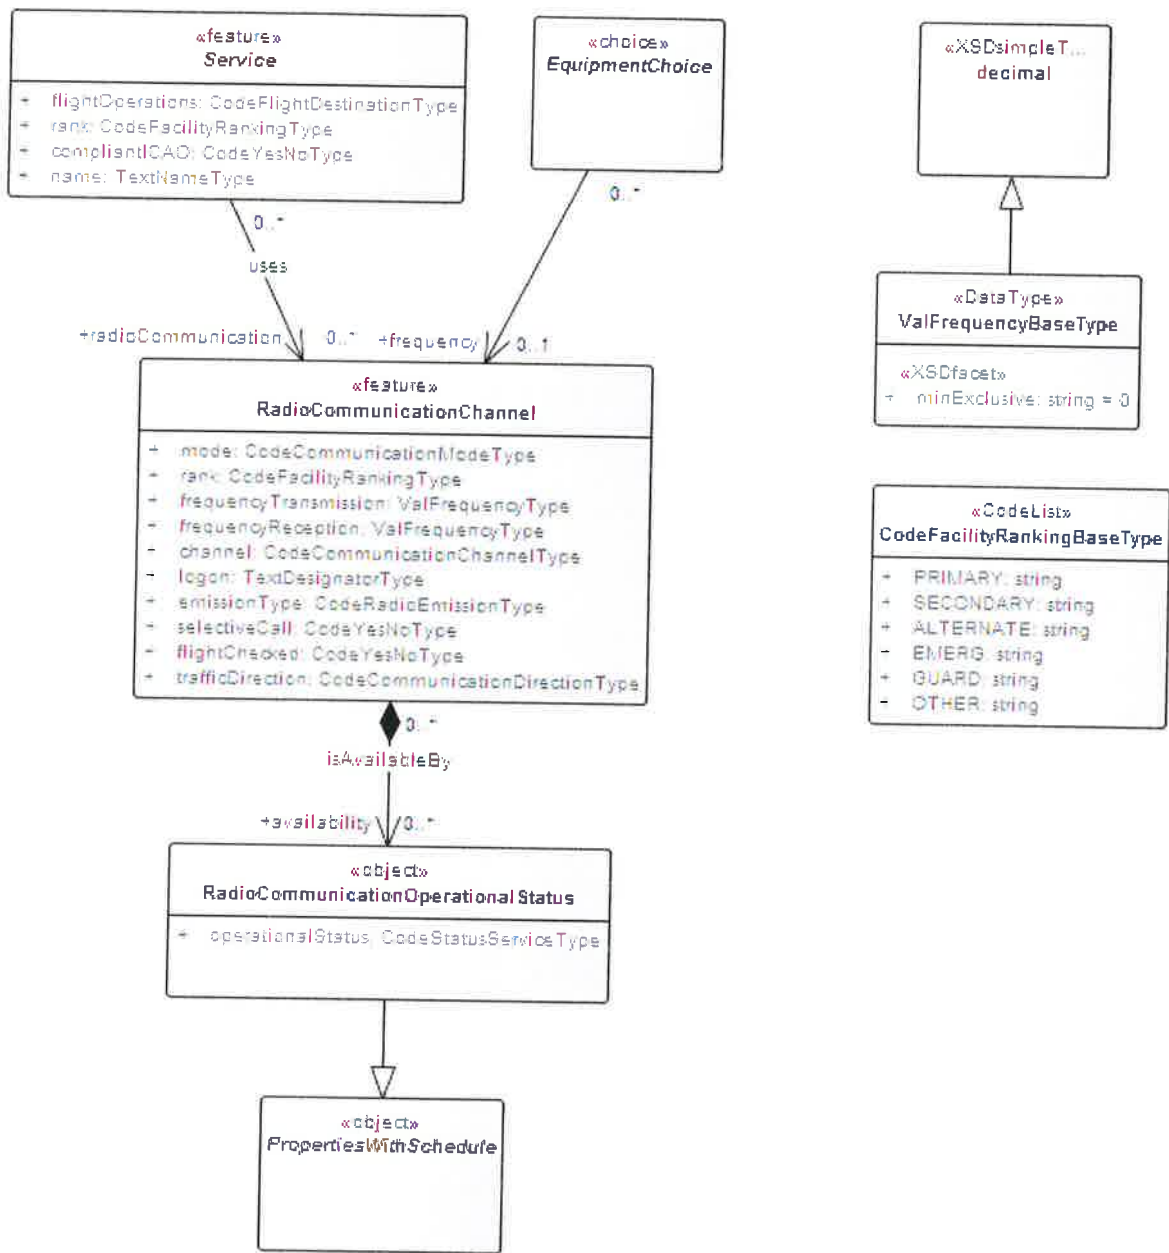 «feature»
Service
+ flightOperations: CodeFlightDestinationType
+ rank: CodeFacilityRankingType
+ compliantICAO: CodeYesNoType
+ name: TextNameType
«choice»
EquipmentChoice
«XSDsimpleT...
decimal
0..*
0..*
uses
+radioCommunication 0..* +frequency 0..1
«DataType»
ValFrequencyBaseType
«XSDfacet»
+ minExclusive: string = 0
«feature»
RadioCommunicationChannel
+ mode: CodeCommunicationModeType
+ rank: CodeFacilityRankingType
+ frequencyTransmission: ValFrequencyType
+ frequencyReception: ValFrequencyType
+ channel: CodeCommunicationChannelType
+ logon: TextDesignatorType
+ emissionType: CodeRadioEmissionType
+ selectiveCall: CodeYesNoType
+ flightChecked: CodeYesNoType
+ trafficDirection: CodeCommunicationDirectionType
«CodeList»
CodeFacilityRankingBaseType
+ PRIMARY: string
+ SECONDARY: string
+ ALTERNATE: string
+ EMERG: string
+ GUARD: string
+ OTHER: string
0..*
isAvailableBy
+availability 0..*
«object»
RadioCommunicationOperationalStatus
+ operationalStatus: CodeStatusServiceType
«object»
PropertiesWithSchedule